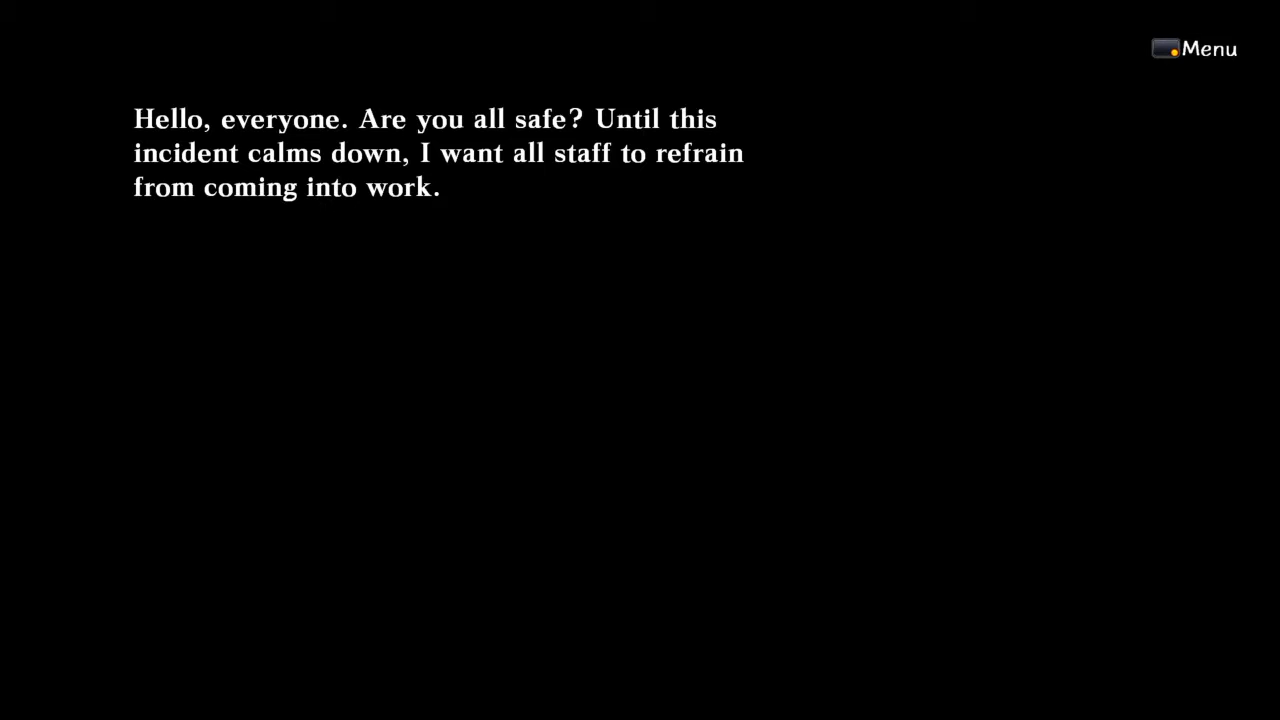 Menu
Hello, everyone. Are you all safe? Until this
incident calms down, I want all staff to refrain
from coming into work.